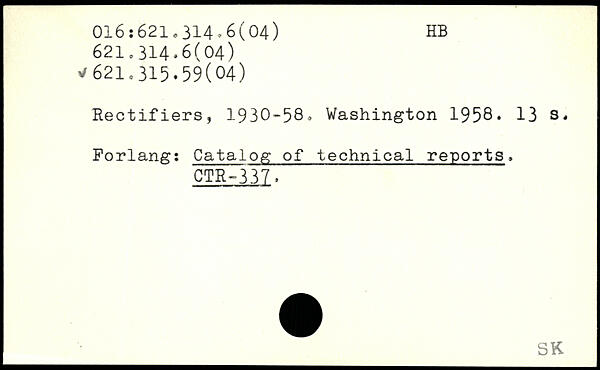 016:621.314.6(04) HB
621.314.6(04)
✓ 621.315.59(04)
Rectifiers, 1930-58. Washington 1958. 13 s.
Forlang: Catalog of technical reports.
CTR-337.
SK